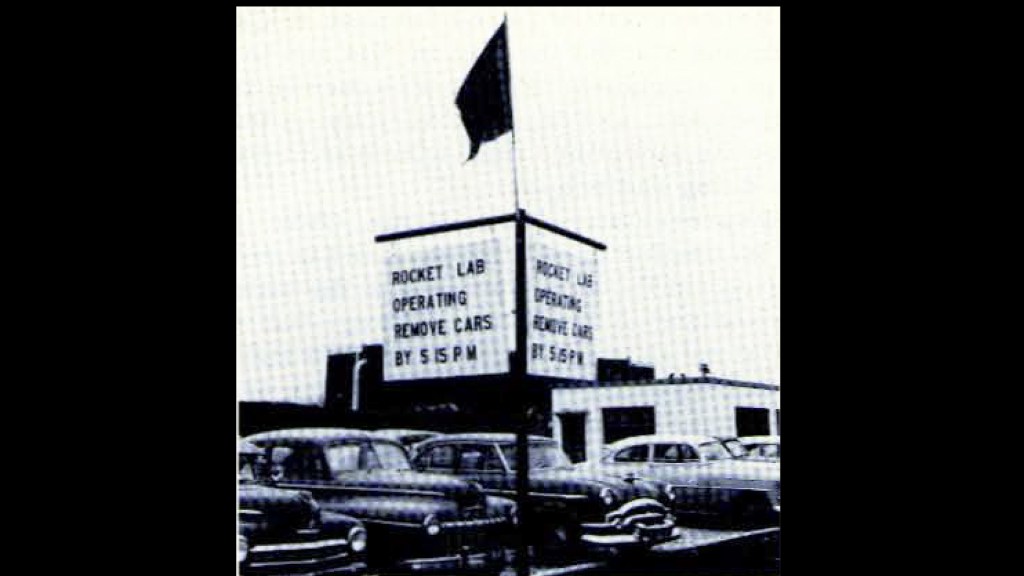 ROCKET LAB
OPERATING
REMOVE CARS
BY 5 15 PM
ROCKET LAB
OPERATING
REMOVE CARS
BY 5 15 PM